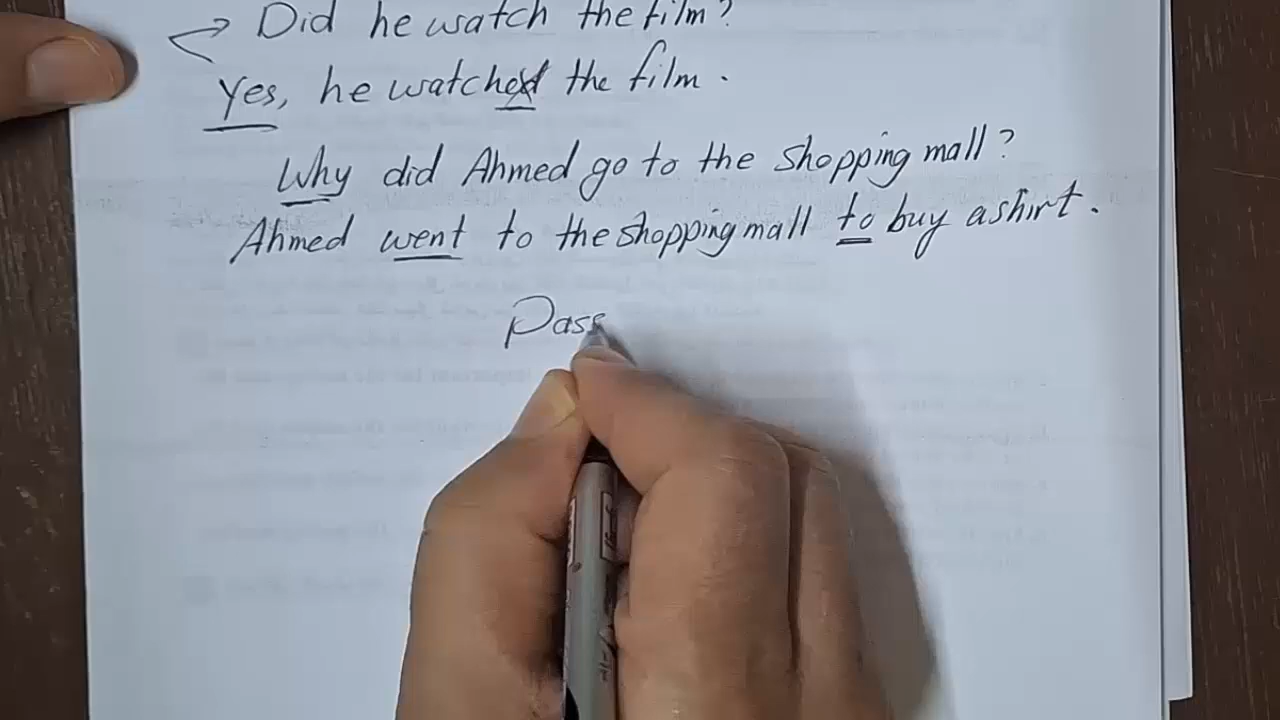 Did he watch the film?
Yes, he watched the film.
Why did Ahmed go to the shopping mall?
Ahmed went to the shopping mall to buy a shirt.
Pass